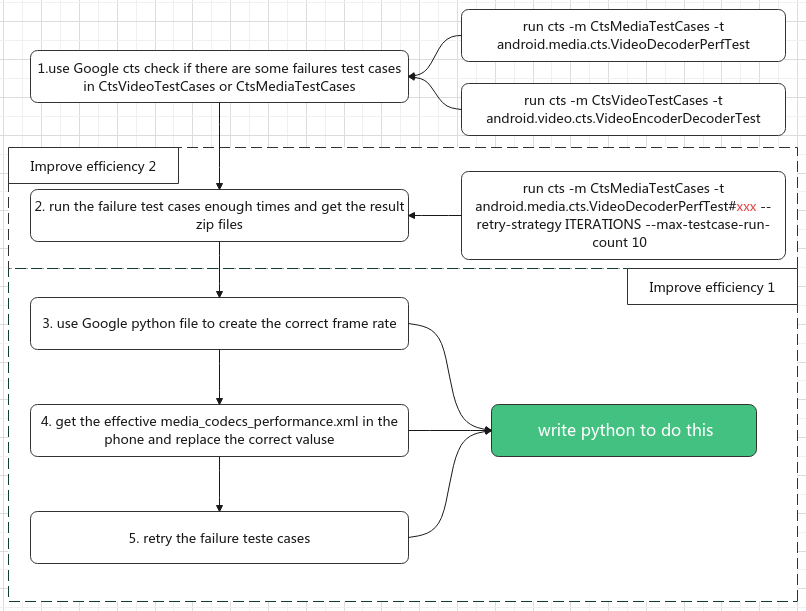 run cts -m CtsMediaTestCases -t
android.media.cts.VideoDecoderPerfTest
1.use Google cts check if there are some failures test cases
in CtsVideoTestCases or CtsMediaTestCases
run cts -m CtsVideoTestCases -t
android.video.cts.VideoEncoderDecoderTest
Improve efficiency 2
2. run the failure test cases enough times and get the result
zip files
run cts -m CtsMediaTestCases -t
android.media.cts.VideoDecoderPerfTest#xxx --
retry-strategy ITERATIONS --max-testcase-run-
count 10
Improve efficiency 1
3. use Google python file to create the correct frame rate
4. get the effective media_codecs_performance.xml in the
phone and replace the correct valuse
write python to do this
5. retry the failure teste cases